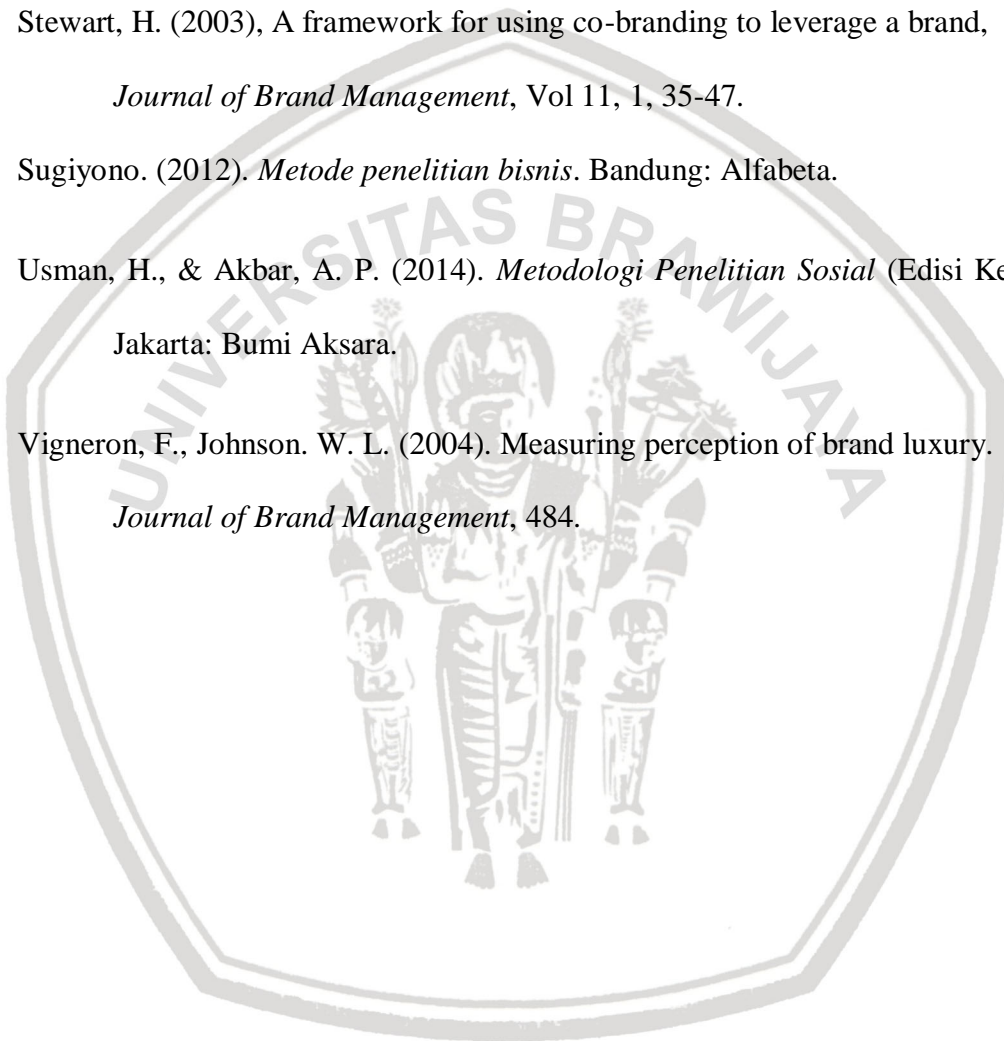 Stewart, H. (2003), A framework for using co-branding to leverage a brand,
Journal of Brand Management, Vol 11, 1, 35-47.
Sugiyono. (2012). Metode penelitian bisnis. Bandung: Alfabeta.
Usman, H., & Akbar, A. P. (2014). Metodologi Penelitian Sosial (Edisi Ke
Jakarta: Bumi Aksara.
Vigneron, F., Johnson. W. L. (2004). Measuring perception of brand luxury.
Journal of Brand Management, 484.
UNIVERSITAS BRAWIJAYA